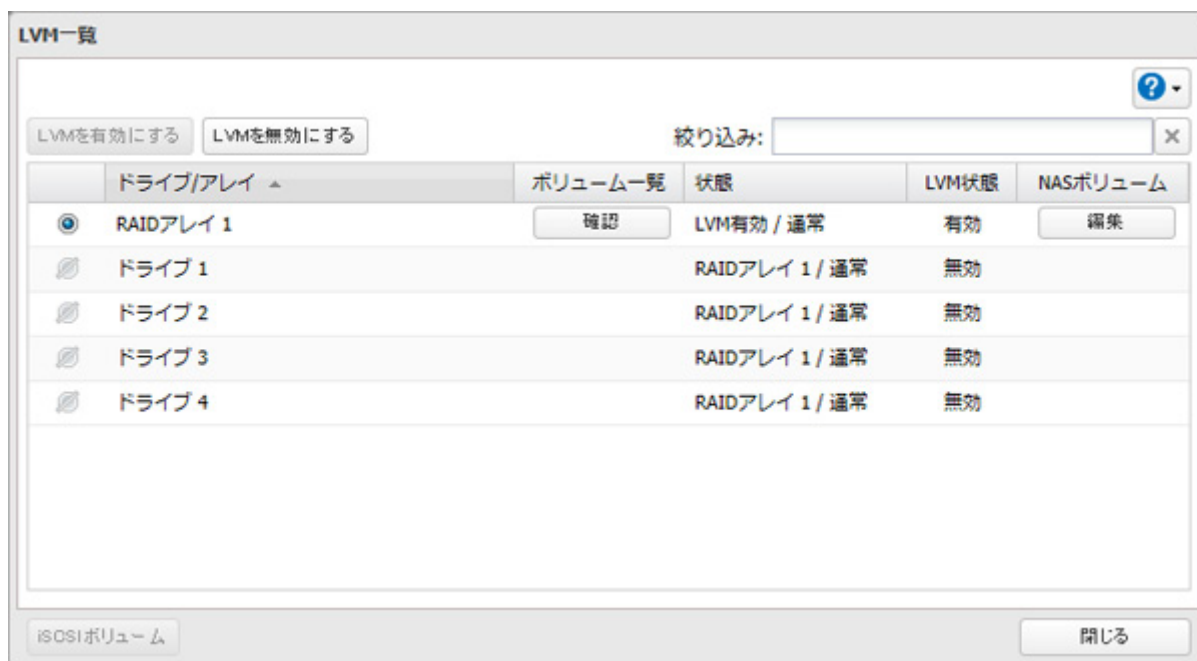 LVM一覧
LVMを有効にする LVMを無効にする 絞り込み:
ドライブ/アレイ ボリューム一覧 状態 LVM状態 NASボリューム
RAIDアレイ 1 確認 LVM有効 / 通常 有効 編集
ドライブ 1 RAIDアレイ 1 / 通常 無効
ドライブ 2 RAIDアレイ 1 / 通常 無効
ドライブ 3 RAIDアレイ 1 / 通常 無効
ドライブ 4 RAIDアレイ 1 / 通常 無効
iSCSIボリューム 閉じる